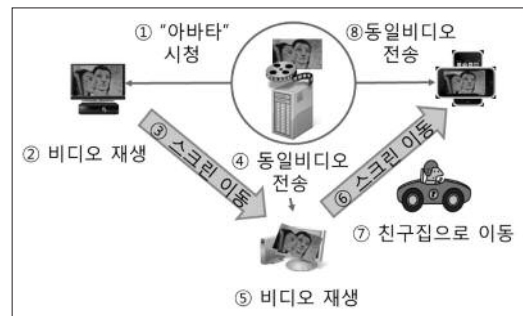 ① "아바타"
시청
② 비디오 재생
③ 스크린 이동
④ 동일비디오
전송
⑤ 비디오 재생
⑥ 스크린 이동
⑦ 친구집으로 이동
⑧동일비디오
전송